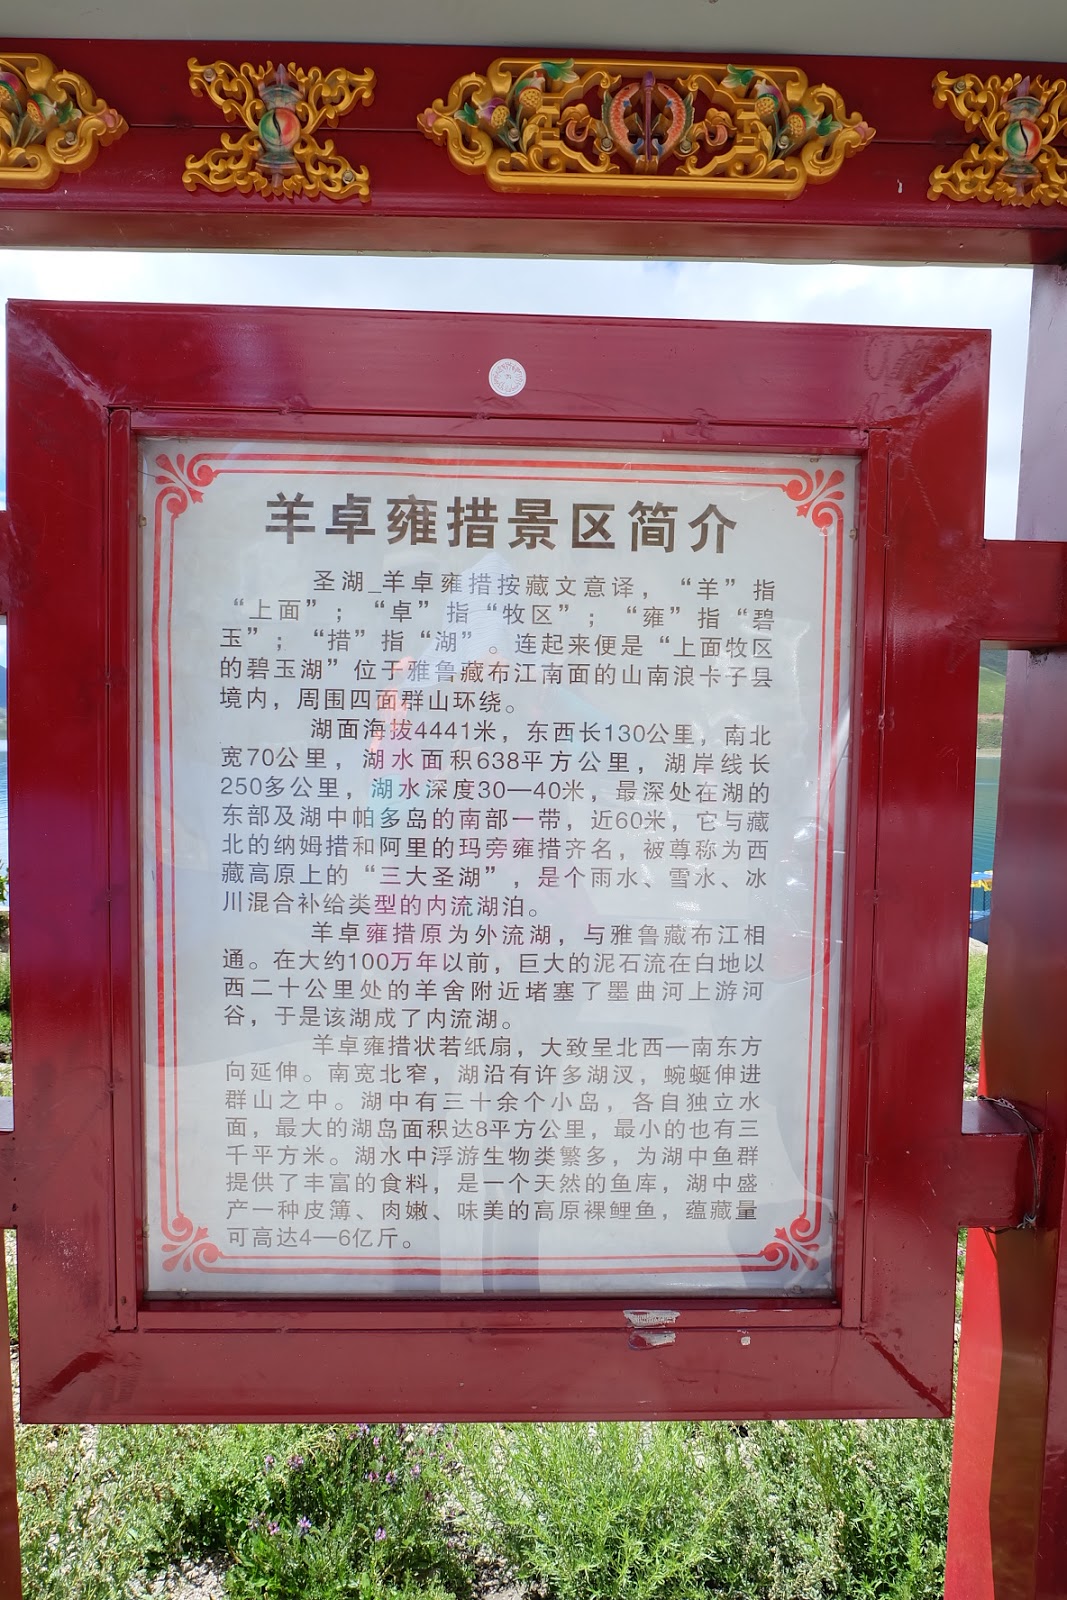 羊卓雍措景区简介
圣湖_羊卓雍措按藏文意译，“羊”指
“上面”；“卓”指“牧区”；“雍”指“碧
玉”；“措”指“湖”。连起来便是“上面牧区
的碧玉湖”位于雅鲁藏布江南面的山南浪卡子县
境内，周围四面群山环绕。
湖面海拔4441米，东西长130公里，南北
宽70公里，湖水面积638平方公里，湖岸线长
250多公里，湖水深度30—40米，最深处在湖的
东部及湖中帕多岛的南部一带，近60米，它与藏
北的纳姆措和阿里的玛旁雍措齐名，被尊称为西
藏高原上的“三大圣湖”，是个雨水、雪水、冰
川混合补给类型的内流湖泊。
羊卓雍措原为外流湖，与雅鲁藏布江相
通。在大约100万年以前，巨大的泥石流在白地以
西二十公里处的羊舍附近堵塞了墨曲河上游河
谷，于是该湖成了内流湖。
羊卓雍措状若纸扇，大致呈北西—南东方
向延伸。南宽北窄，湖沿有许多湖汊，蜿蜒伸进
群山之中。湖中有三十余个小岛，各自独立水
面，最大的湖岛面积达8平方公里，最小的也有三
千平方米。湖水中浮游生物类繁多，为湖中鱼群
提供了丰富的食料，是一个天然的鱼库，湖中盛
产一种皮簿、肉嫩、味美的高原裸鲤鱼，蕴藏量
可高达4—6亿斤。